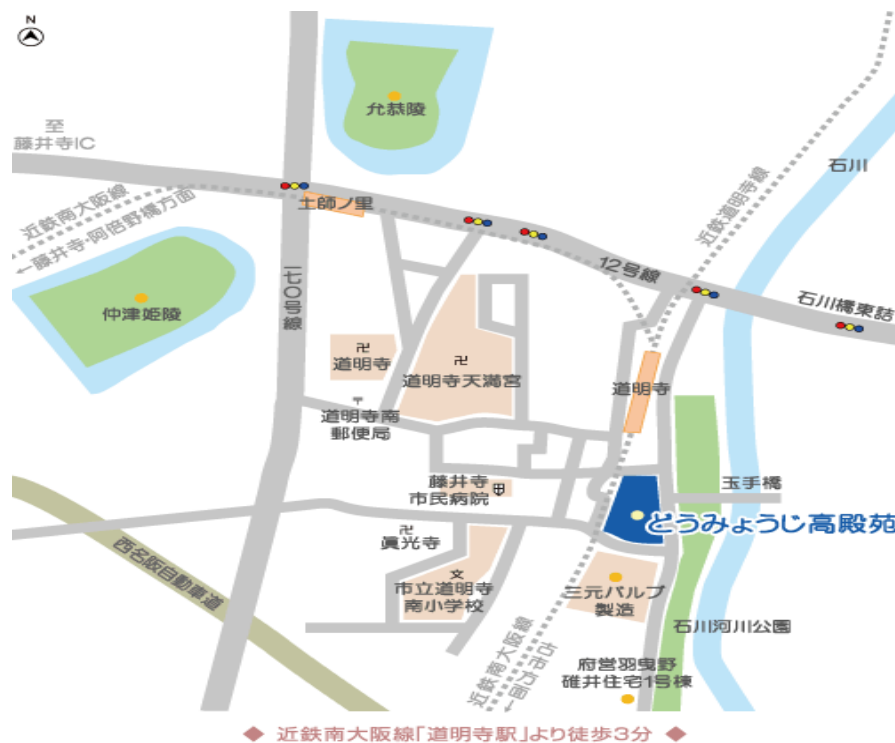 N
允恭陵
至
藤井寺IC
石川
近鉄南大阪線
←藤井寺・阿倍野橋方面
土師ノ里
近鉄道明寺線
12号線
石川橋東詰
一七〇号線
仲津姫陵
道明寺
道明寺天満宮
道明寺
道明寺南
郵便局
藤井寺
市民病院
玉手橋
どうみょうじ高殿苑
眞光寺
西名阪自動車道
文
市立道明寺
南小学校
三元バルブ
製造
石川河川公園
近鉄南大阪線
古市方面→
府営羽曳野
碓井住宅1号棟
◆ 近鉄南大阪線「道明寺駅」より徒歩3分 ◆